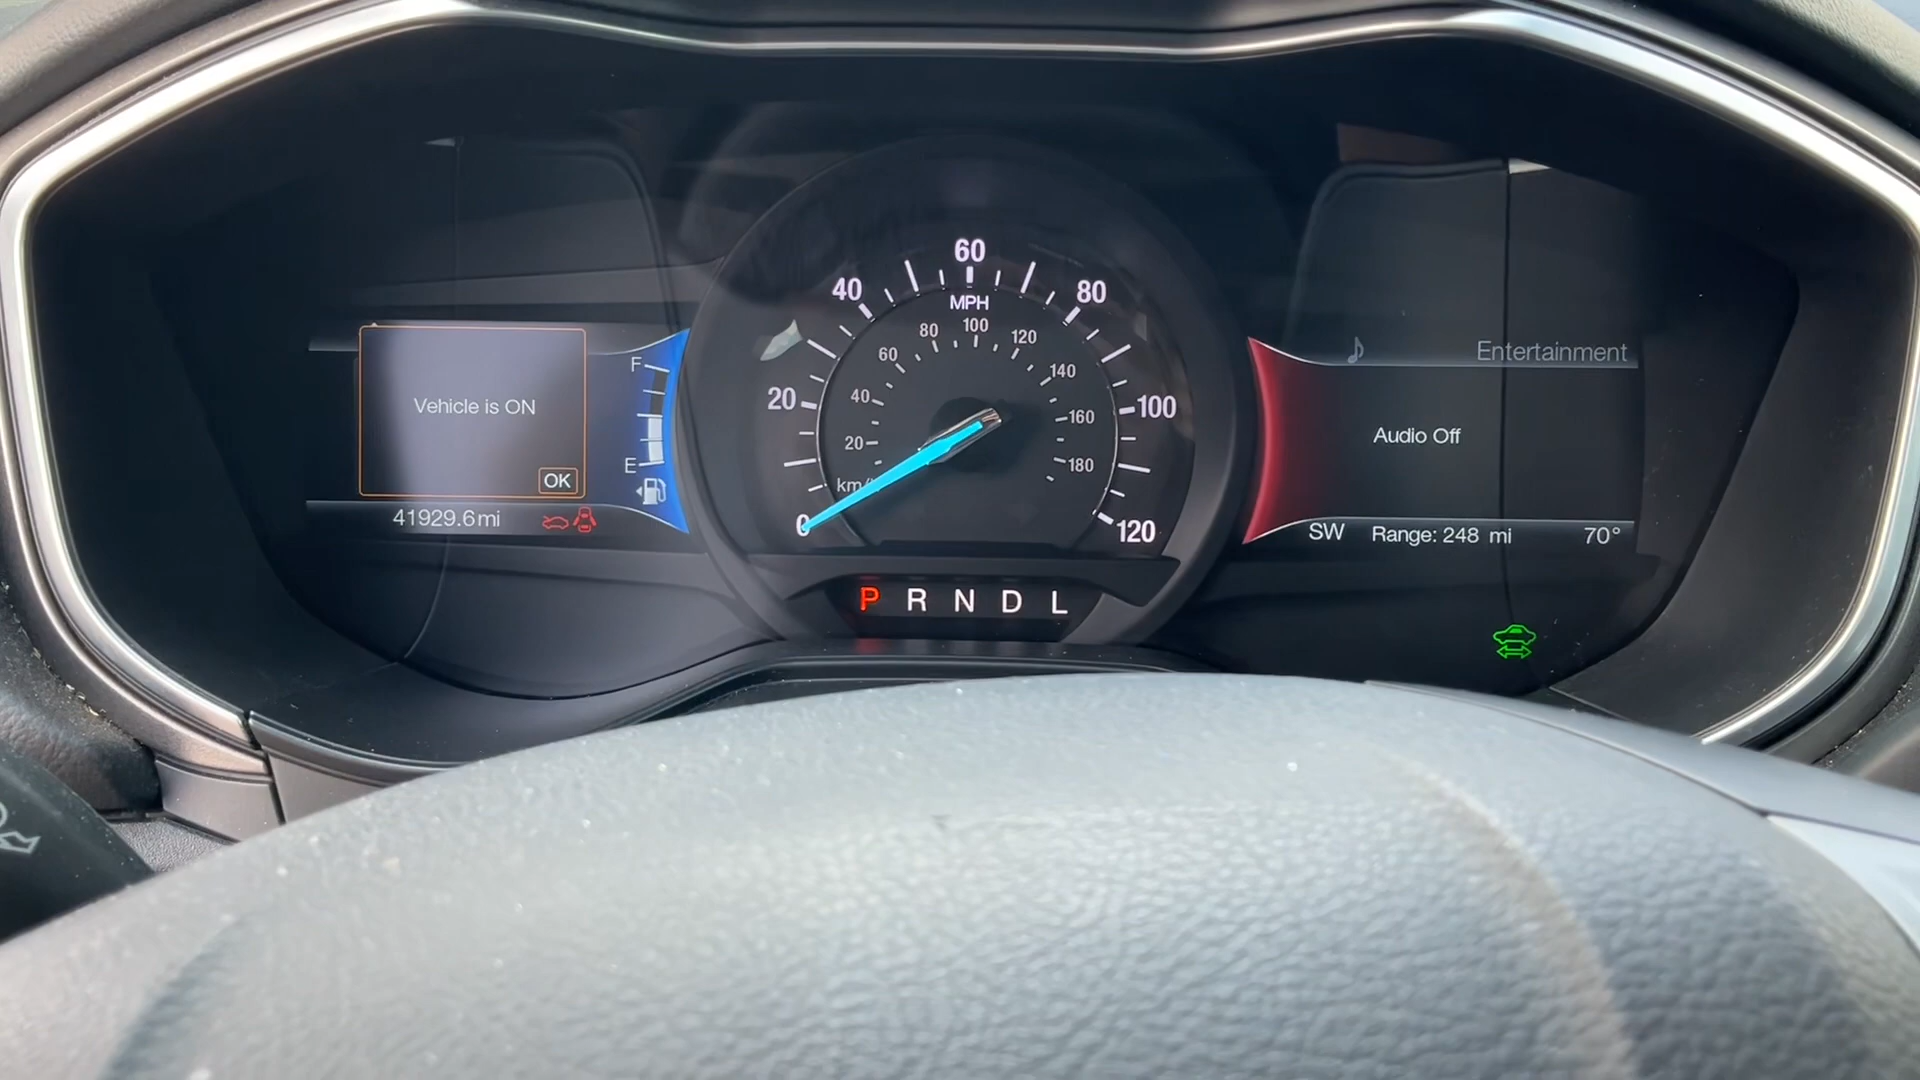 Vehicle is ON
OK
41929.6mi
F
E
0
20
40
60
80
100
120
MPH
km/
20
40
60
80
100
120
140
160
180
P R N D L
Entertainment
Audio Off
SW Range: 248 mi 70°